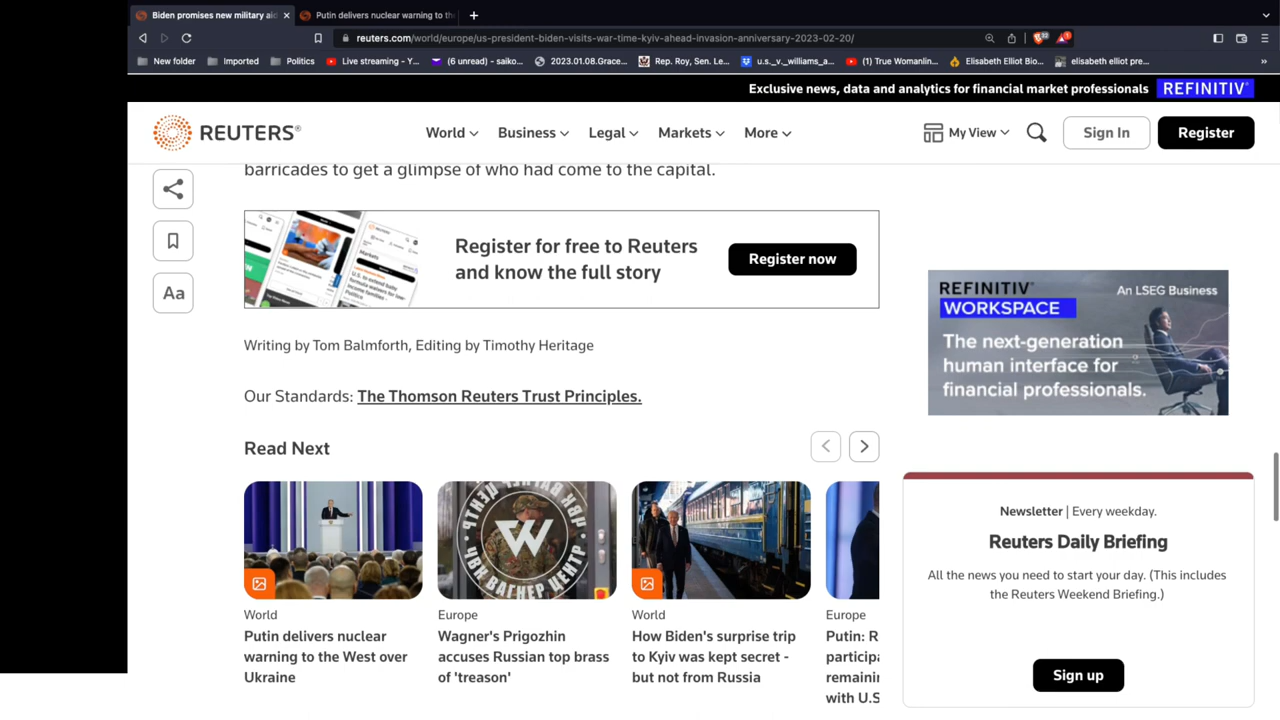 Biden promises new military aid
Putin delivers nuclear warning to th
reuters.com/world/europe/us-president-biden-visits-war-time-kyiv-ahead-invasion-anniversary-2023-02-20/
32
1
New folder
Imported
Politics
Live streaming - Y...
(6 unread) - saiko...
2023.01.08.Grace...
Rep. Roy, Sen. Le...
u.s._v._williams_a...
(1) True Womanlin...
Elisabeth Elliot Bio...
elisabeth elliot pre...
Exclusive news, data and analytics for financial market professionals REFINITIV
REUTERS®
World
Business
Legal
Markets
More
My View
Sign In
Register
barricades to get a glimpse of who had come to the capital.
Aa
Register for free to Reuters
and know the full story
Register now
Writing by Tom Balmforth, Editing by Timothy Heritage
Our Standards: The Thomson Reuters Trust Principles.
Read Next
ЧВК ВАГНЕР ЦЕНТР
W
World
Putin delivers nuclear
warning to the West over
Ukraine
Europe
Wagner's Prigozhin
accuses Russian top brass
of 'treason'
World
How Biden's surprise trip
to Kyiv was kept secret -
but not from Russia
Europe
Putin: R
participa
remainin
with U.S
REFINITIV
WORKSPACE
An LSEG Business
The next-generation
human interface for
financial professionals.
Newsletter | Every weekday.
Reuters Daily Briefing
All the news you need to start your day. (This includes
the Reuters Weekend Briefing.)
Sign up